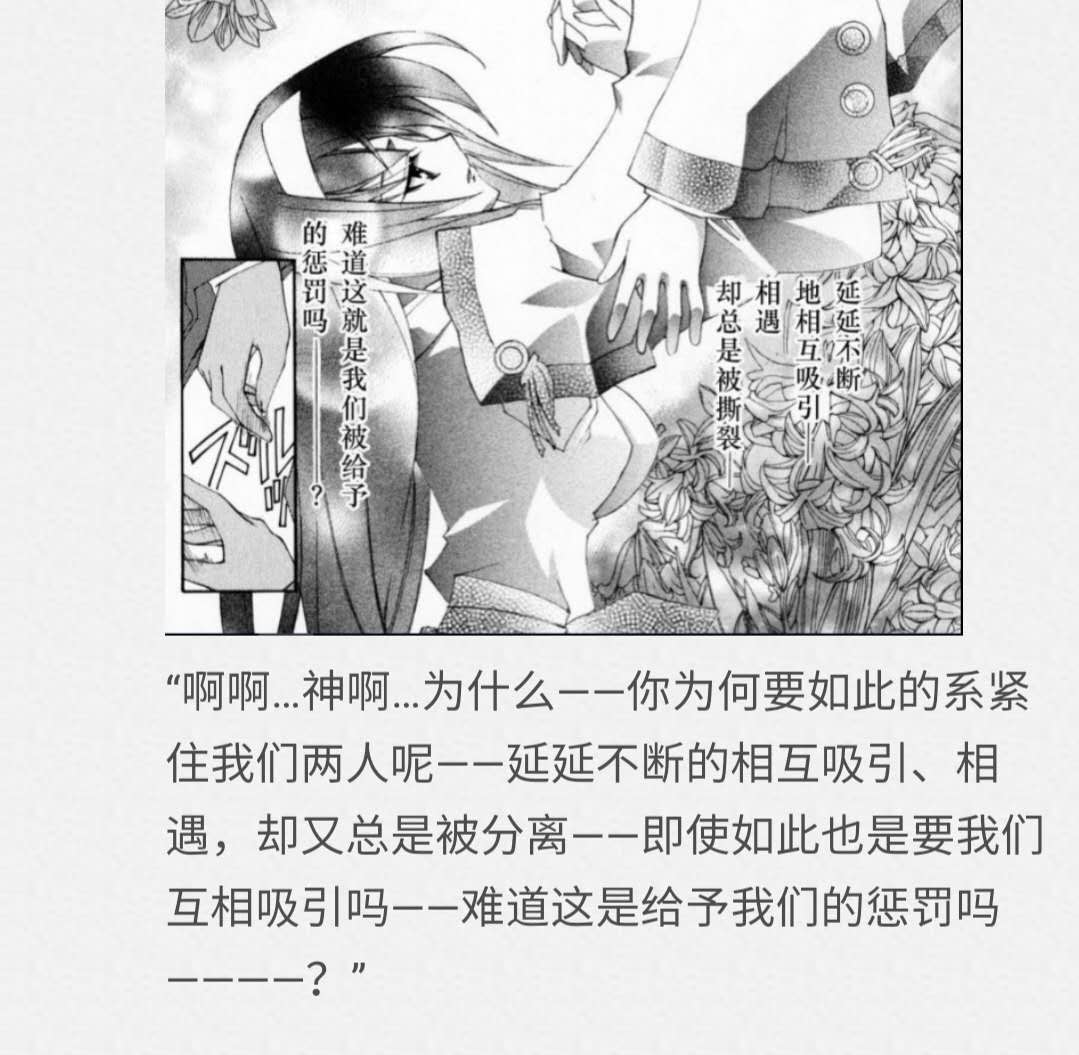 延延不断
地相互吸引——
相遇
却总是被撕裂——
难道这就是我们被给予
的惩罚吗————？
“啊啊...神啊...为什么——你为何要如此的系紧
住我们两人呢——延延不断的相互吸引、相
遇，却又总是被分离——即使如此也是要我们
互相吸引吗——难道这是给予我们的惩罚吗
————？”